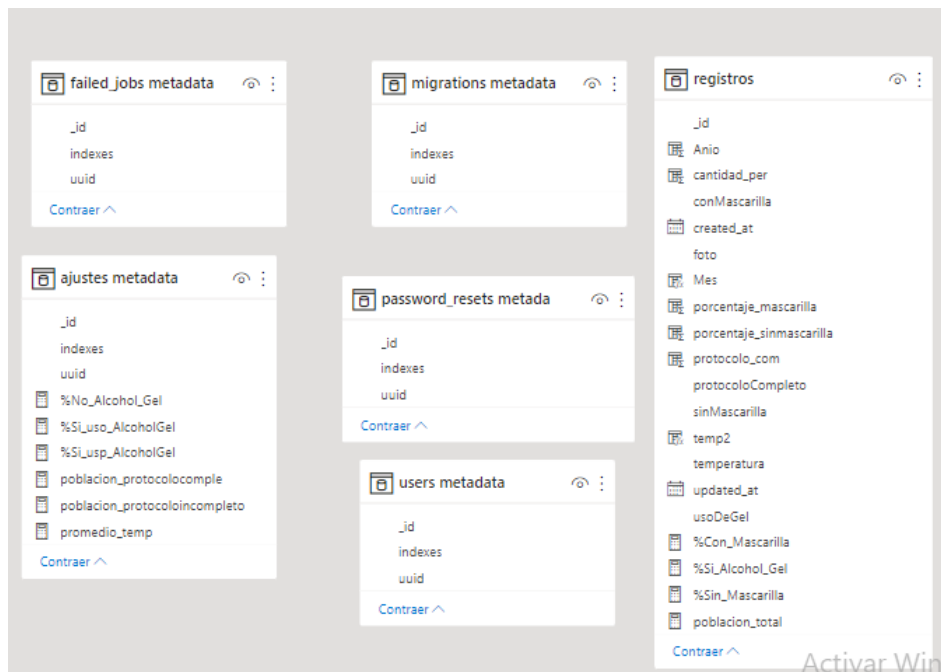 failed_jobs metadata
_id
indexes
uuid
Contraer
migrations metadata
_id
indexes
uuid
Contraer
registros
_id
Anio
cantidad_per
conMascarilla
created_at
foto
Mes
porcentaje_mascarilla
porcentaje_sinmascarilla
protocolo_com
protocoloCompleto
sinMascarilla
temp2
temperatura
updated_at
usoDeGel
%Con_Mascarilla
%Si_Alcohol_Gel
%Sin_Mascarilla
poblacion_total
Contraer
ajustes metadata
_id
indexes
uuid
%No_Alcohol_Gel
%Si_uso_AlcoholGel
%Si_usp_AlcoholGel
poblacion_protocolocomple
poblacion_protocoloincompleto
promedio_temp
Contraer
password_resets metada
_id
indexes
uuid
Contraer
users metadata
_id
indexes
uuid
Contraer
Activar Win